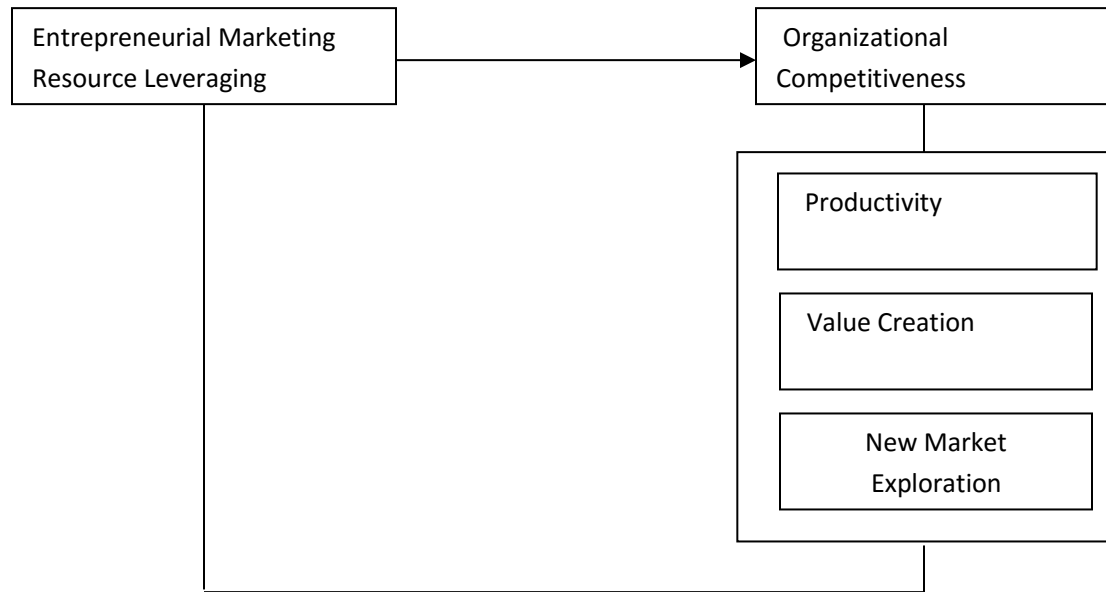 Entrepreneurial Marketing
Resource Leveraging
Organizational
Competitiveness
Productivity
Value Creation
New Market
Exploration